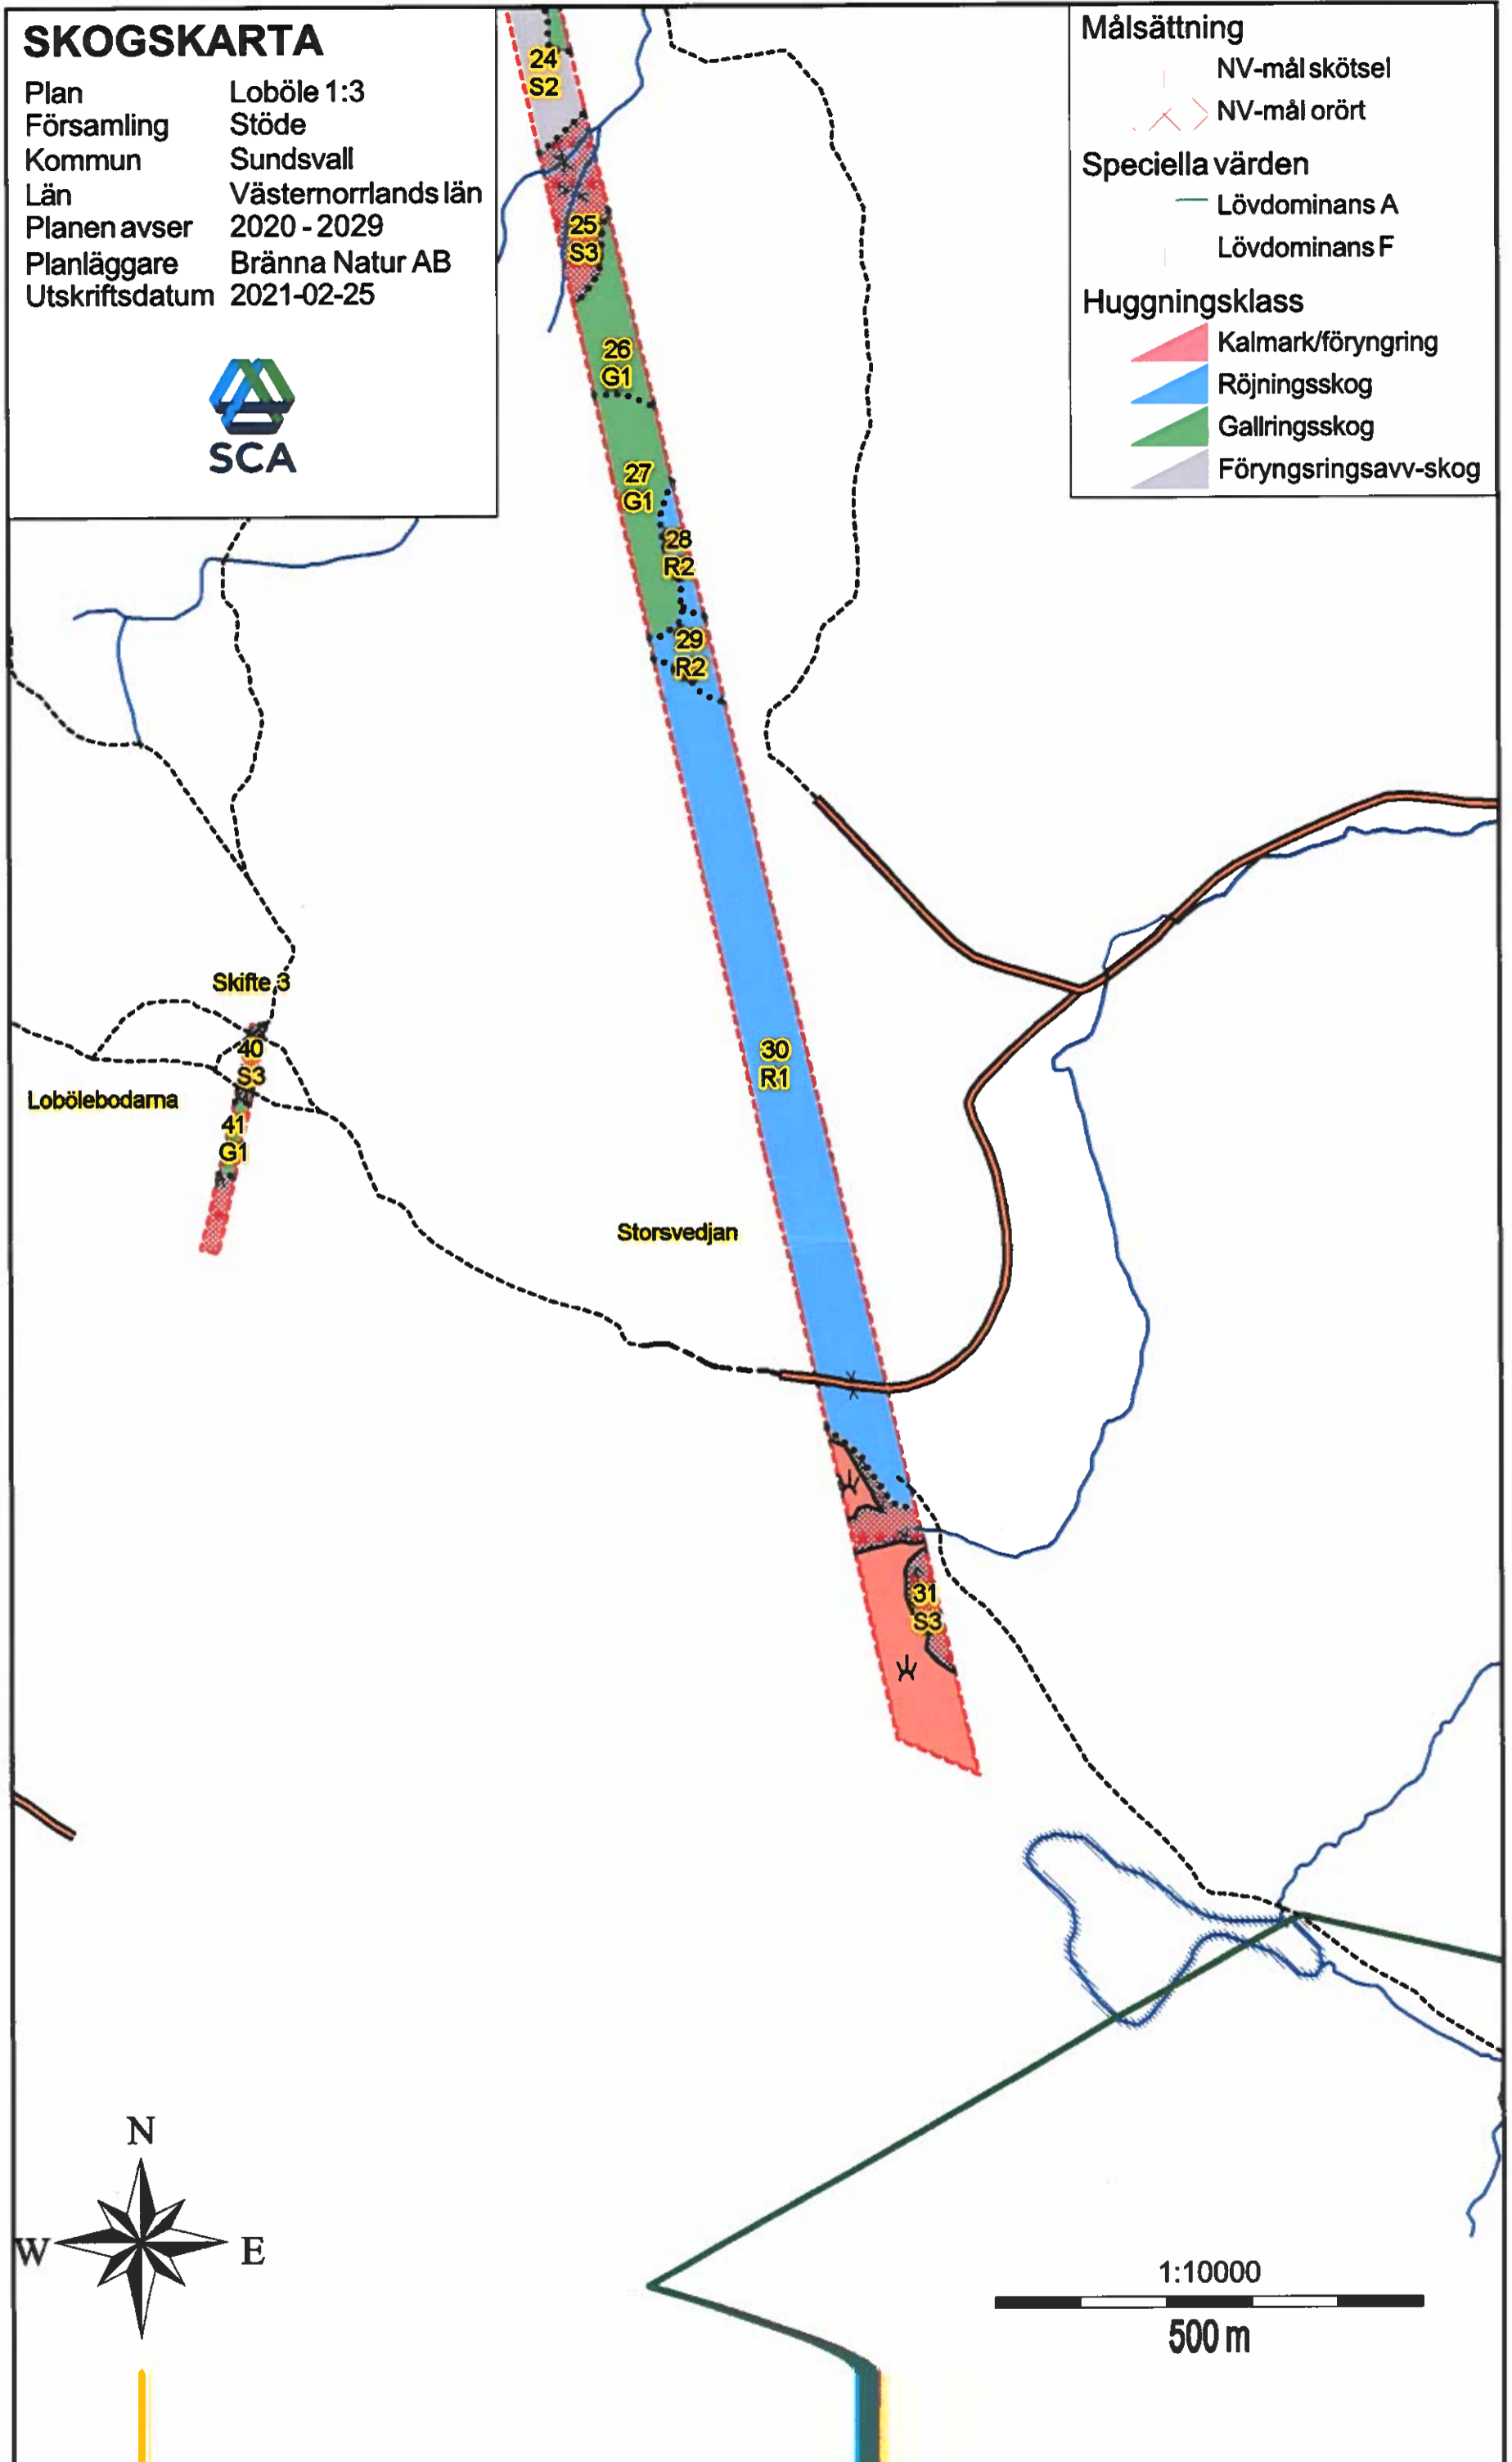 SKOGSKARTA
Plan Loboléle 1:3
Församling Stöde
Kommun Sundsvall
Län Västernorrlands län
Planen avser 2020 - 2029
Planläggare Bränna Natur AB
Utskriftsdatum 2021-02-25
SCA
Målsättning
NV-mål skötsel
NV-mål orört
Speciella värden
Lövdominans A
Lövdominans F
Huggningsklass
Kalmark/föryngring
Röjningsskog
Gallringsskog
Föryngsringsavv-skog
24
S2
25
S3
26
G1
27
G1
28
R2
29
R2
Skifte 3
40
S3
Lobölebodarna
41
G1
30
R1
Storsvedjan
31
S3
N
W E
1:10000
500 m